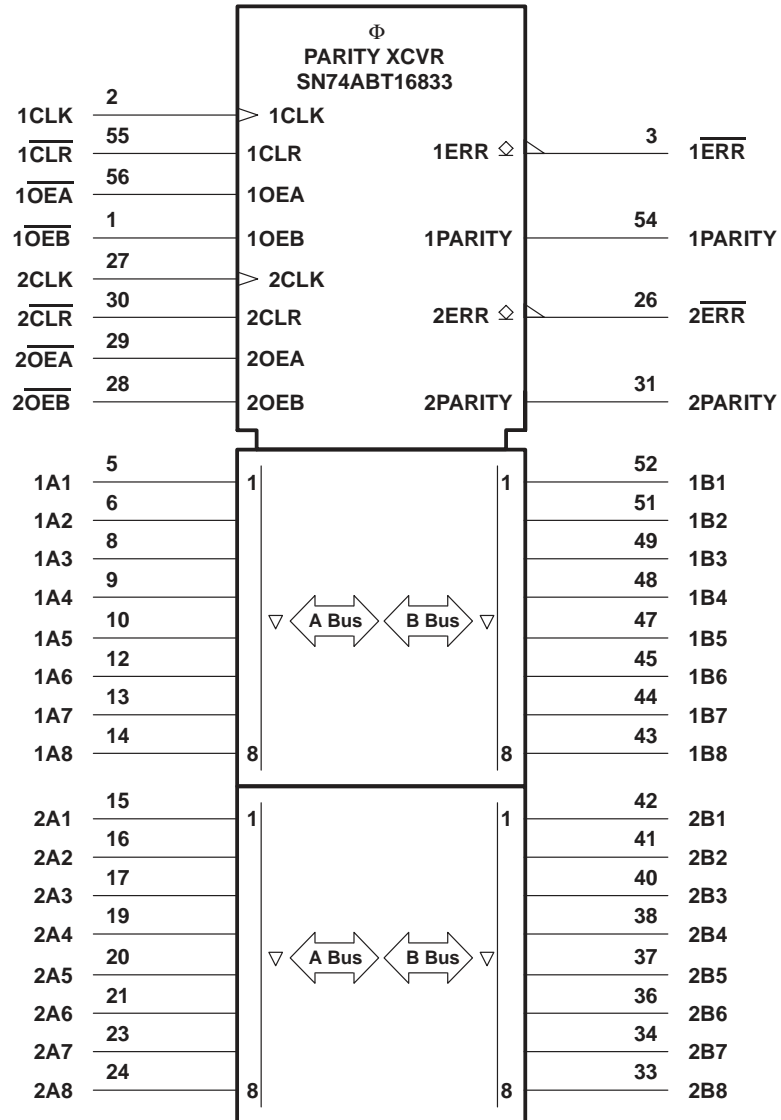 Φ
PARITY XCVR
SN74ABT16833
1CLK 2 1CLK
1CLR 55 1CLR 1ERR 3 1ERR
1OEA 56 1OEA
1OEB 1 1OEB 1PARITY 54 1PARITY
2CLK 27 2CLK
2CLR 30 2CLR 2ERR 26 2ERR
2OEA 29 2OEA
2OEB 28 2OEB 2PARITY 31 2PARITY
1A1 5 1 1 52 1B1
1A2 6 51 1B2
1A3 8 49 1B3
1A4 9 48 1B4
A Bus B Bus
1A5 10 47 1B5
1A6 12 45 1B6
1A7 13 44 1B7
1A8 14 8 8 43 1B8
2A1 15 1 1 42 2B1
2A2 16 41 2B2
2A3 17 40 2B3
2A4 19 38 2B4
A Bus B Bus
2A5 20 37 2B5
2A6 21 36 2B6
2A7 23 34 2B7
2A8 24 8 8 33 2B8